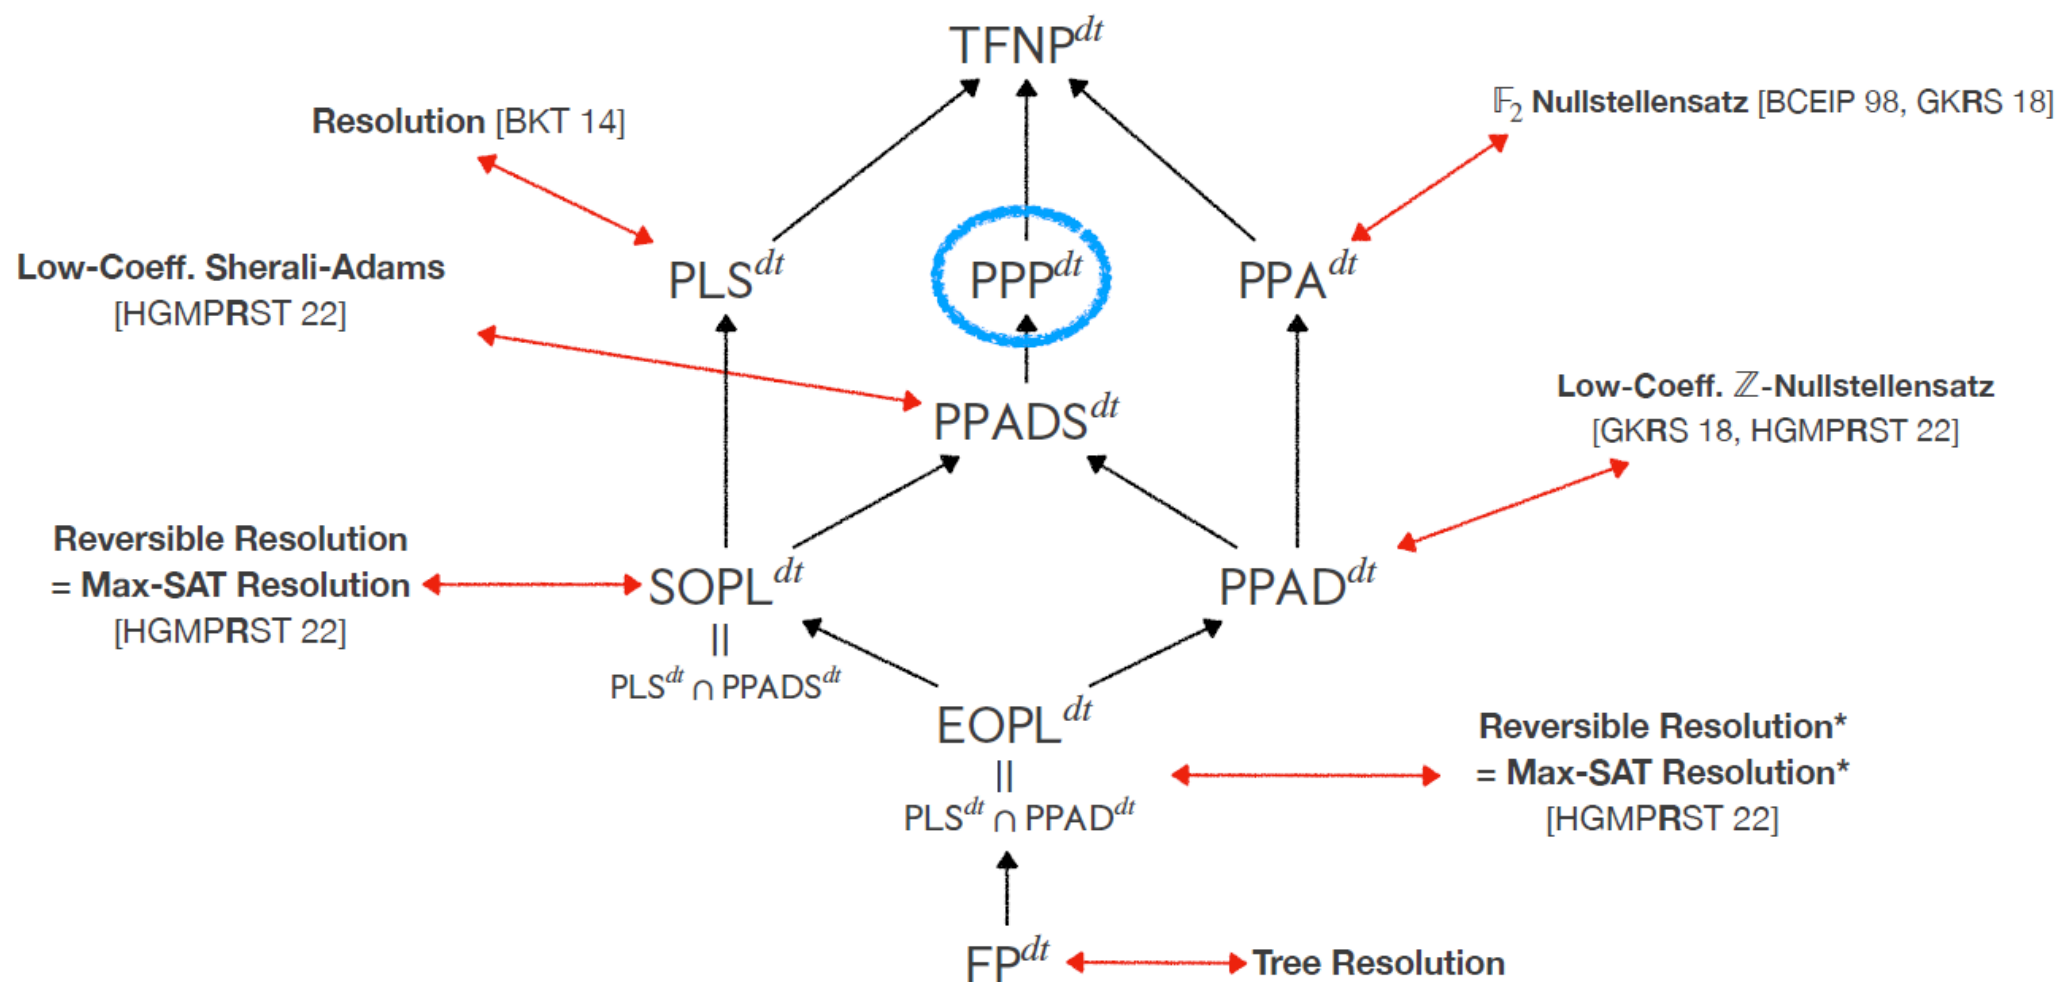 TFNP^dt
Resolution [BKT 14]
𝔽₂ Nullstellensatz [BCEIP 98, GKRS 18]
PLS^dt
PPP^dt
PPA^dt
Low-Coeff. Sherali-Adams
[HGMPRST 22]
PPADS^dt
Low-Coeff. ℤ-Nullstellensatz
[GKRS 18, HGMPRST 22]
Reversible Resolution
= Max-SAT Resolution
[HGMPRST 22]
SOPL^dt
||
PLS^dt ∩ PPADS^dt
PPAD^dt
EOPL^dt
||
PLS^dt ∩ PPAD^dt
Reversible Resolution*
= Max-SAT Resolution*
[HGMPRST 22]
FP^dt
Tree Resolution